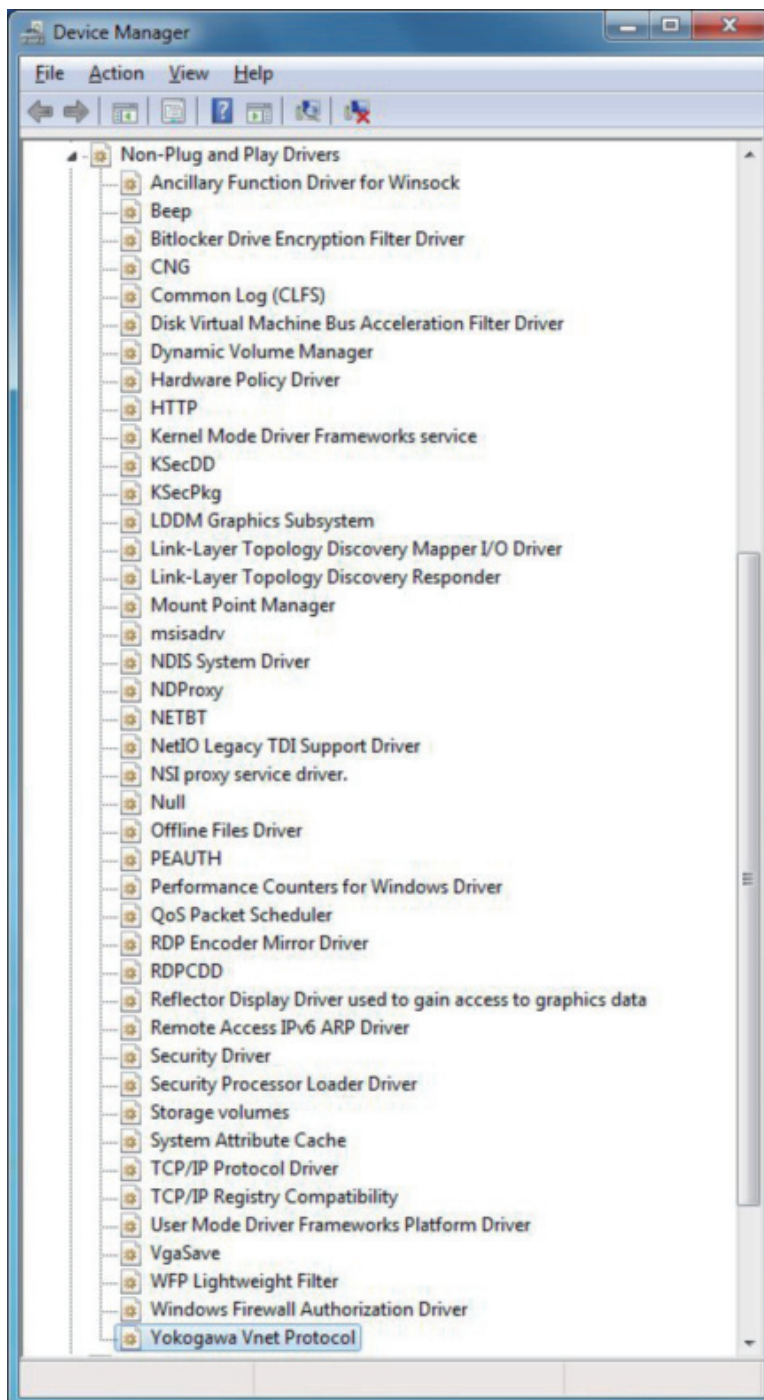 Device Manager
File Action View Help
Non-Plug and Play Drivers
Ancillary Function Driver for Winsock
Beep
Bitlocker Drive Encryption Filter Driver
CNG
Common Log (CLFS)
Disk Virtual Machine Bus Acceleration Filter Driver
Dynamic Volume Manager
Hardware Policy Driver
HTTP
Kernel Mode Driver Frameworks service
KSecDD
KSecPkg
LDDM Graphics Subsystem
Link-Layer Topology Discovery Mapper I/O Driver
Link-Layer Topology Discovery Responder
Mount Point Manager
msisadrv
NDIS System Driver
NDProxy
NETBT
NetIO Legacy TDI Support Driver
NSI proxy service driver.
Null
Offline Files Driver
PEAUTH
Performance Counters for Windows Driver
QoS Packet Scheduler
RDP Encoder Mirror Driver
RDPCDD
Reflector Display Driver used to gain access to graphics data
Remote Access IPv6 ARP Driver
Security Driver
Security Processor Loader Driver
Storage volumes
System Attribute Cache
TCP/IP Protocol Driver
TCP/IP Registry Compatibility
User Mode Driver Frameworks Platform Driver
VgaSave
WFP Lightweight Filter
Windows Firewall Authorization Driver
Yokogawa Vnet Protocol